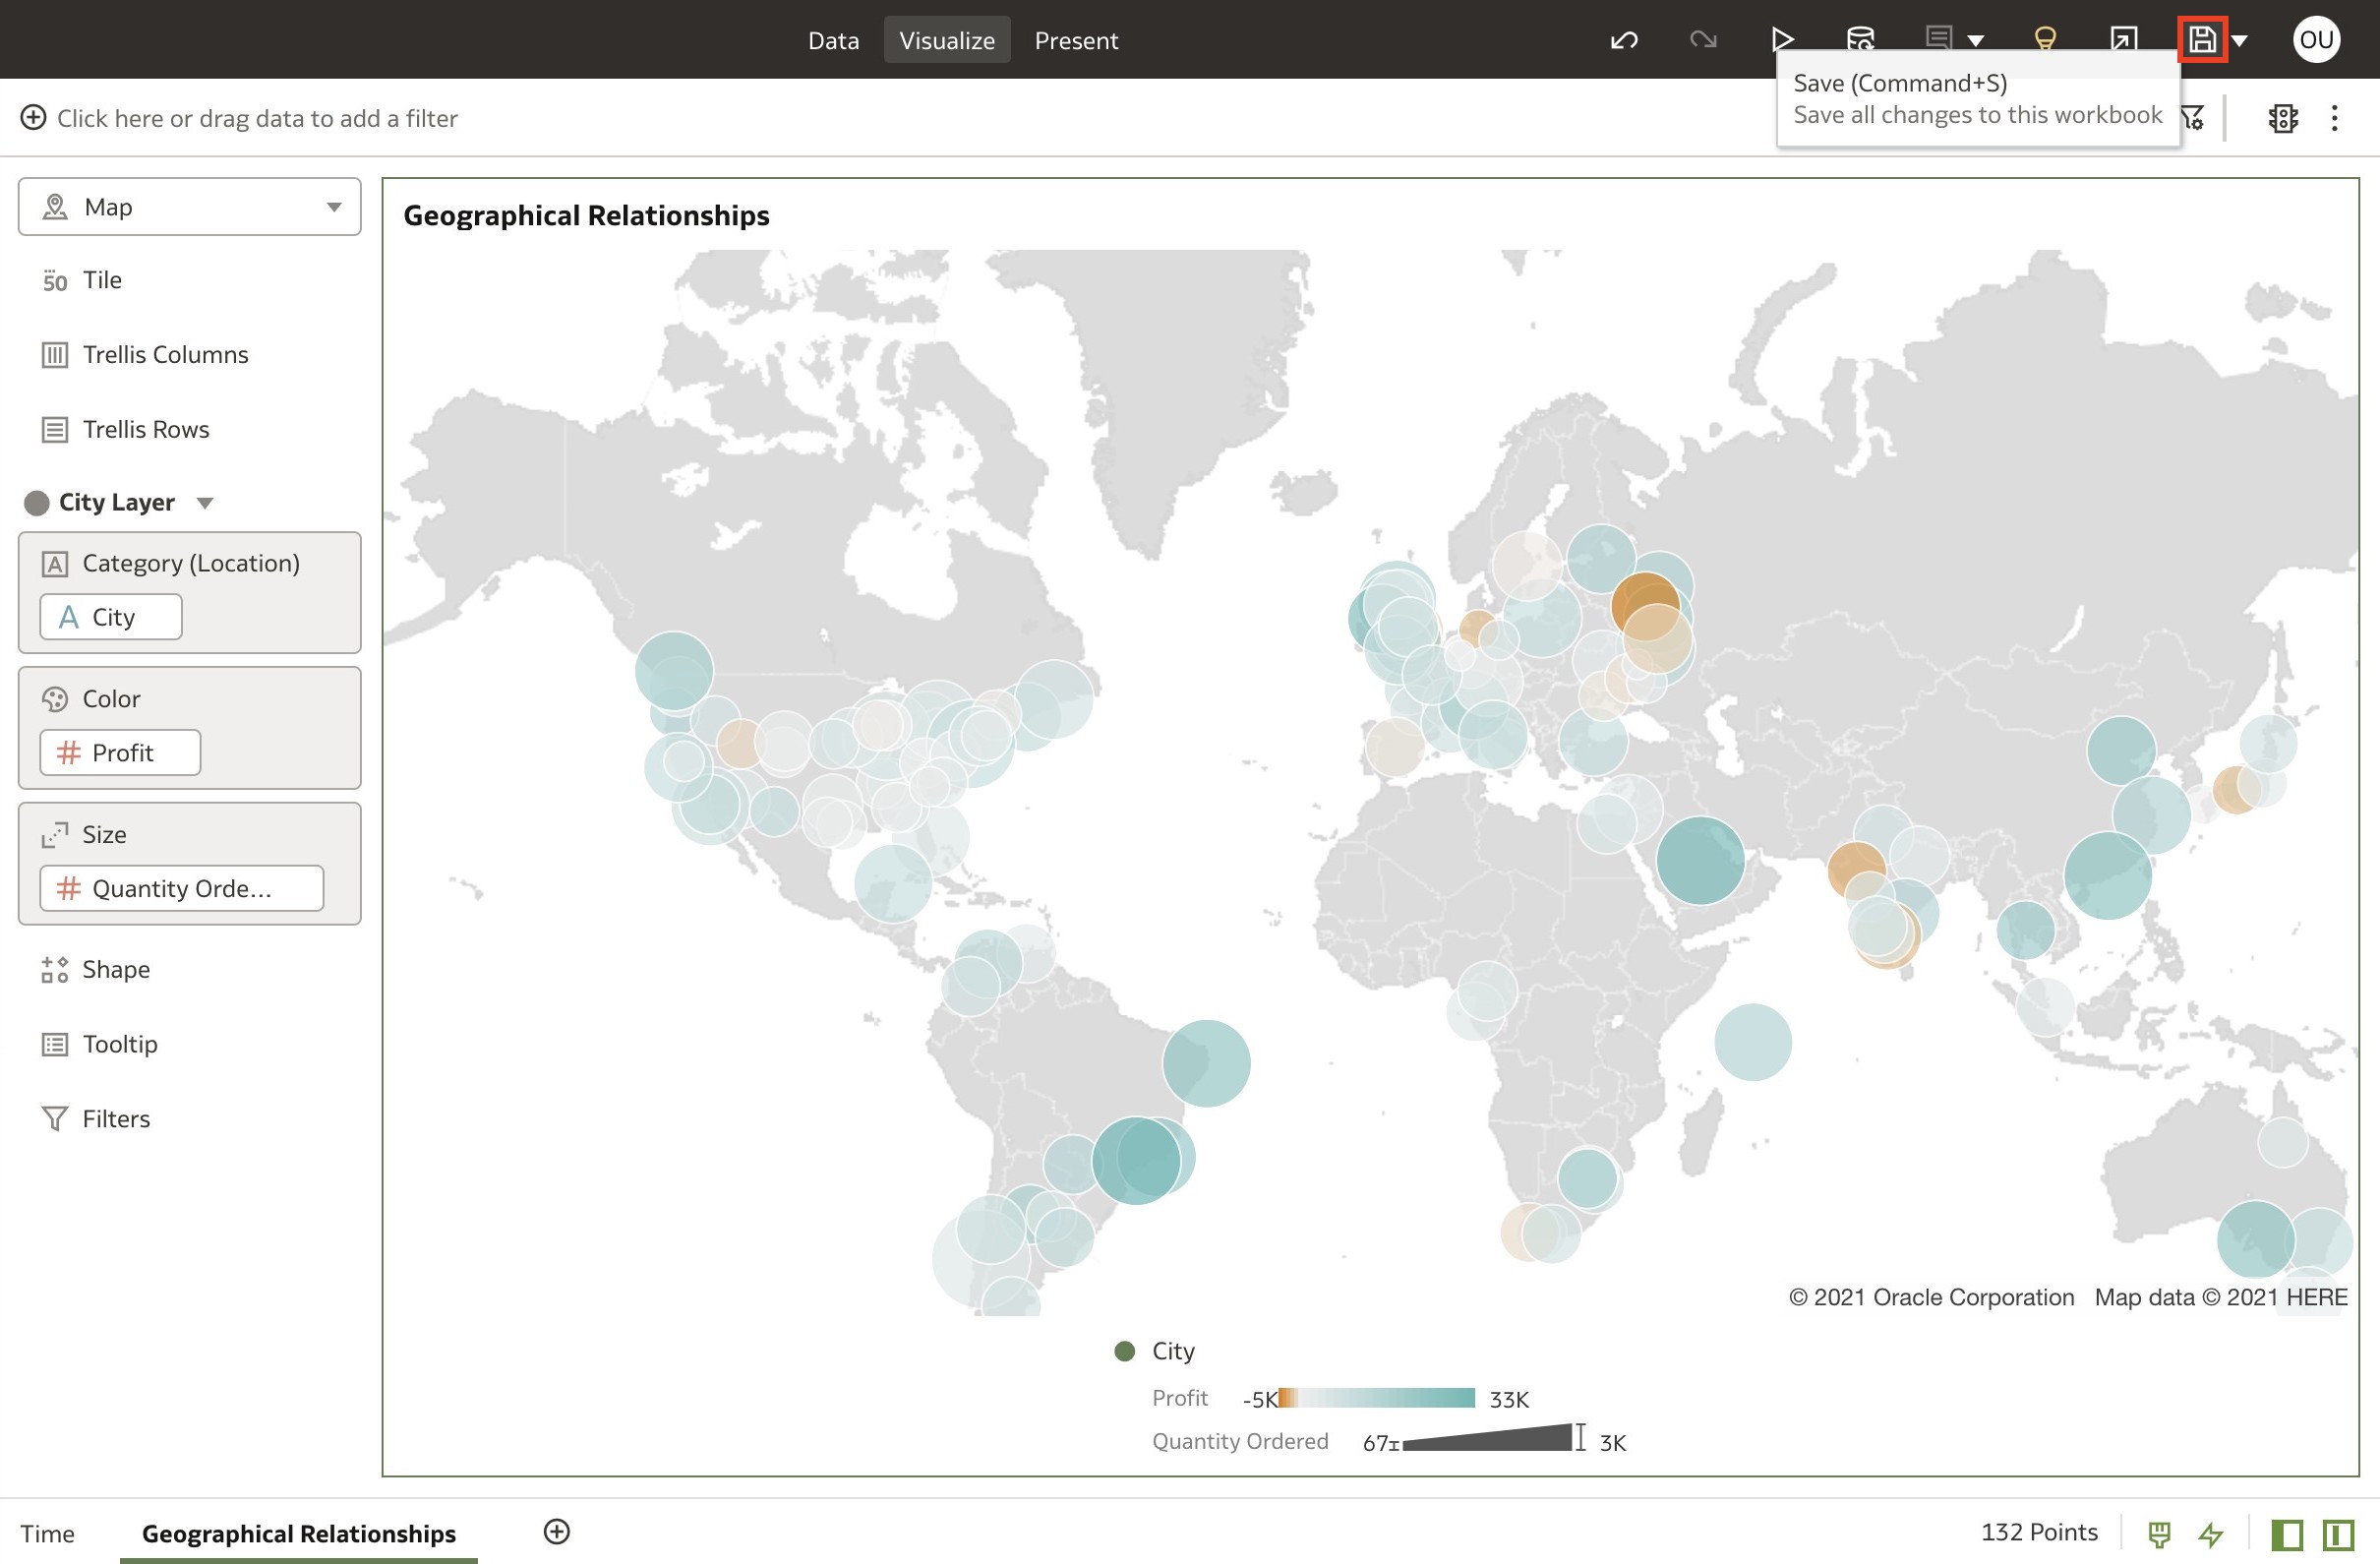 Data Visualize Present
OU
Save (Command+S)
Save all changes to this workbook
Click here or drag data to add a filter
Map
Geographical Relationships
50 Tile
Trellis Columns
Trellis Rows
City Layer
A Category (Location)
A City
Color
# Profit
Size
# Quantity Orde...
Shape
Tooltip
Filters
© 2021 Oracle Corporation Map data © 2021 HERE
City
Profit -5K 33K
Quantity Ordered 67 3K
Time Geographical Relationships 132 Points